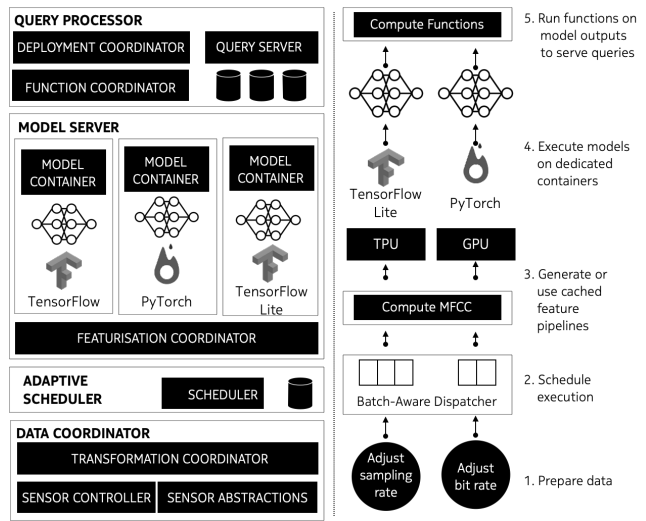 QUERY PROCESSOR
DEPLOYMENT COORDINATOR
QUERY SERVER
FUNCTION COORDINATOR
MODEL SERVER
MODEL
CONTAINER
TensorFlow
MODEL
CONTAINER
PyTorch
MODEL
CONTAINER
TensorFlow
Lite
FEATURISATION COORDINATOR
ADAPTIVE
SCHEDULER
SCHEDULER
DATA COORDINATOR
TRANSFORMATION COORDINATOR
SENSOR CONTROLLER
SENSOR ABSTRACTIONS
Compute Functions
5. Run functions on
model outputs
to serve queries
TensorFlow
Lite
PyTorch
4. Execute models
on dedicated
containers
TPU
GPU
Compute MFCC
3. Generate or
use cached
feature
pipelines
Batch-Aware Dispatcher
2. Schedule
execution
Adjust
sampling
rate
Adjust
bit rate
1. Prepare data